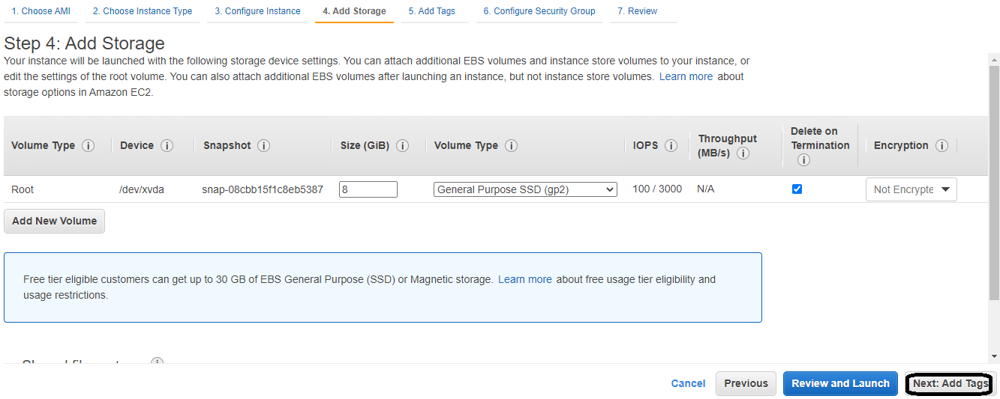 1. Choose AMI 2. Choose Instance Type 3. Configure Instance 4. Add Storage 5. Add Tags 6. Configure Security Group 7. Review
Step 4: Add Storage
Your instance will be launched with the following storage device settings. You can attach additional EBS volumes and instance store volumes to your instance, or
edit the settings of the root volume. You can also attach additional EBS volumes after launching an instance, but not instance store volumes. Learn more about
storage options in Amazon EC2.
Volume Type i Device i Snapshot i Size (GiB) i Volume Type i IOPS i Throughput (MB/s) i Delete on Termination i Encryption i
Root /dev/xvda snap-08cbb15f1c8eb5387 8 General Purpose SSD (gp2) 100 / 3000 N/A Not Encrypte
Add New Volume
Free tier eligible customers can get up to 30 GB of EBS General Purpose (SSD) or Magnetic storage. Learn more about free usage tier eligibility and
usage restrictions.
Cancel Previous Review and Launch Next: Add Tags